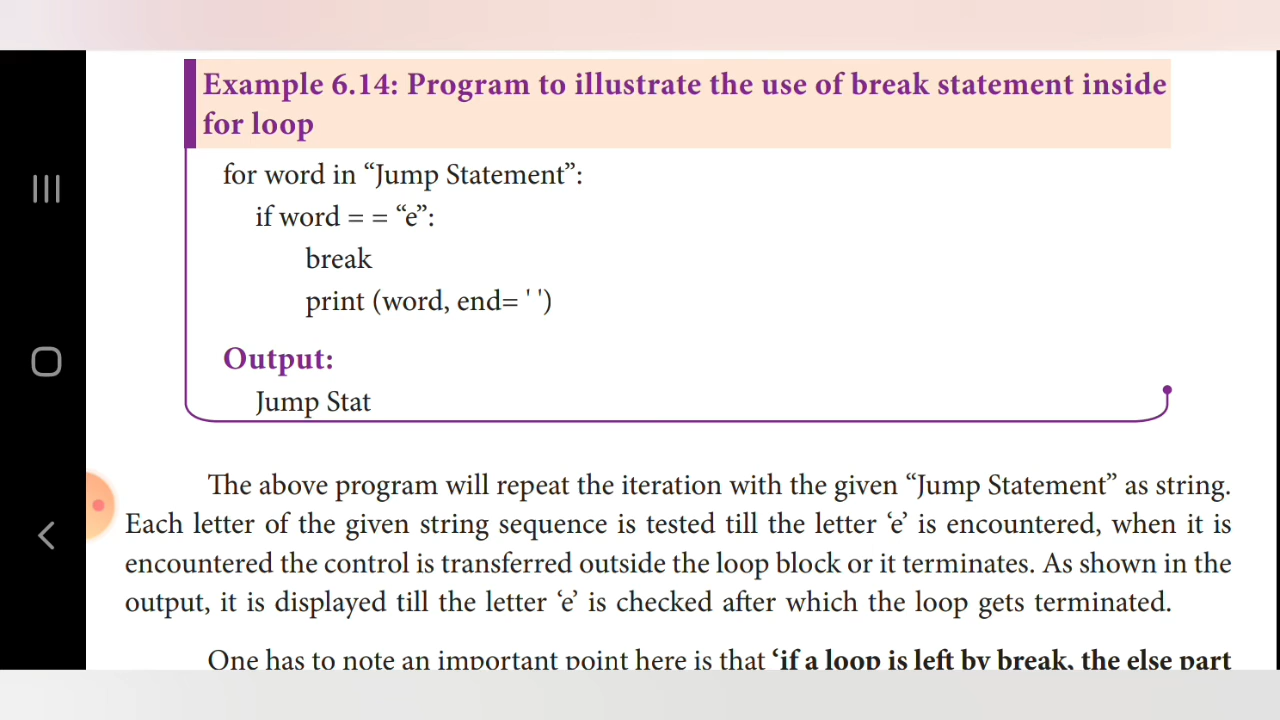 Example 6.14: Program to illustrate the use of break statement inside
for loop
for word in “Jump Statement”:
if word = = “e”:
break
print (word, end= ' ')
Output:
Jump Stat
The above program will repeat the iteration with the given “Jump Statement” as string.
Each letter of the given string sequence is tested till the letter ‘e’ is encountered, when it is
encountered the control is transferred outside the loop block or it terminates. As shown in the
output, it is displayed till the letter ‘e’ is checked after which the loop gets terminated.
One has to note an important point here is that ‘if a loop is left by break, the else part